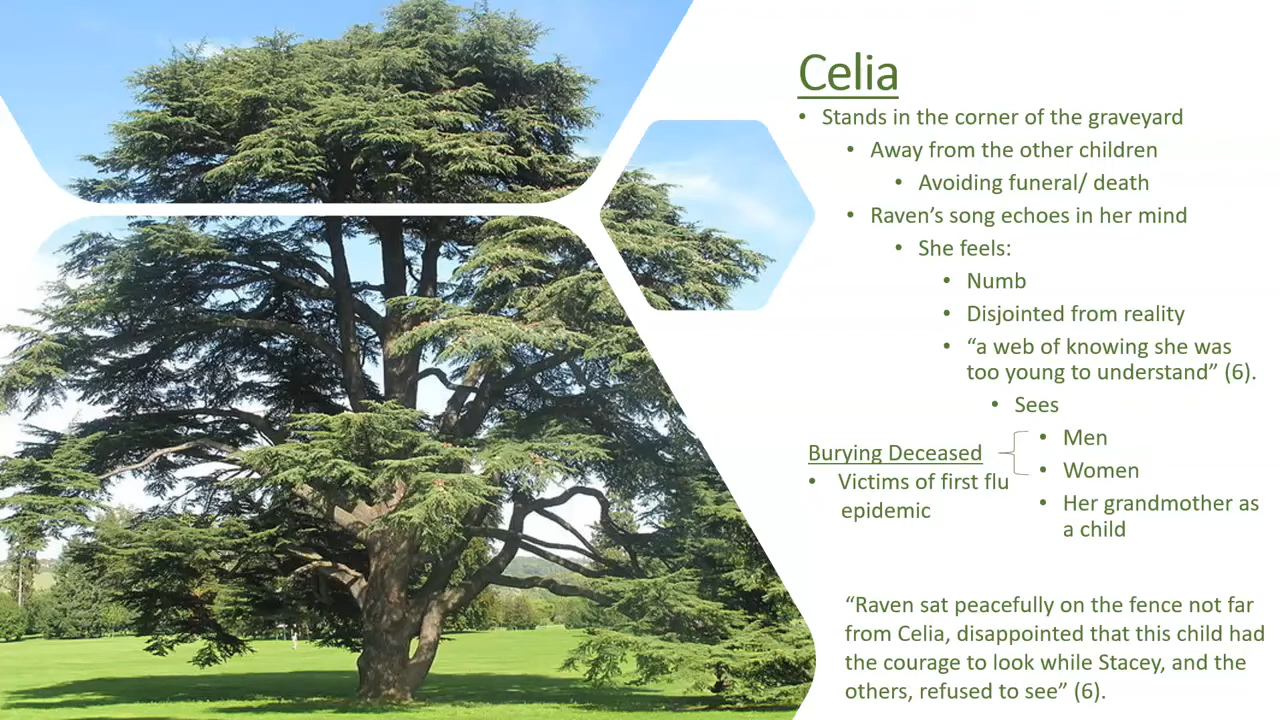 Celia
• Stands in the corner of the graveyard
• Away from the other children
• Avoiding funeral/ death
• Raven’s song echoes in her mind
• She feels:
• Numb
• Disjointed from reality
• “a web of knowing she was
too young to understand” (6).
• Sees
• Men
• Women
• Her grandmother as
a child
Burying Deceased
• Victims of first flu
epidemic
“Raven sat peacefully on the fence not far
from Celia, disappointed that this child had
the courage to look while Stacey, and the
others, refused to see” (6).